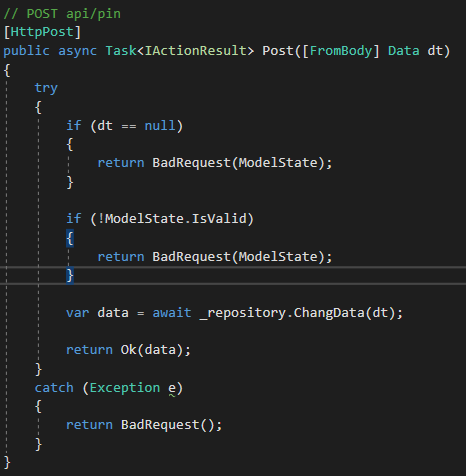 // POST api/pin
[HttpPost]
public async Task<IActionResult> Post([FromBody] Data dt)
{
try
{
if (dt == null)
{
return BadRequest(ModelState);
}
if (!ModelState.IsValid)
{
return BadRequest(ModelState);
}
var data = await _repository.ChangData(dt);
return Ok(data);
}
catch (Exception e)
{
return BadRequest();
}
}